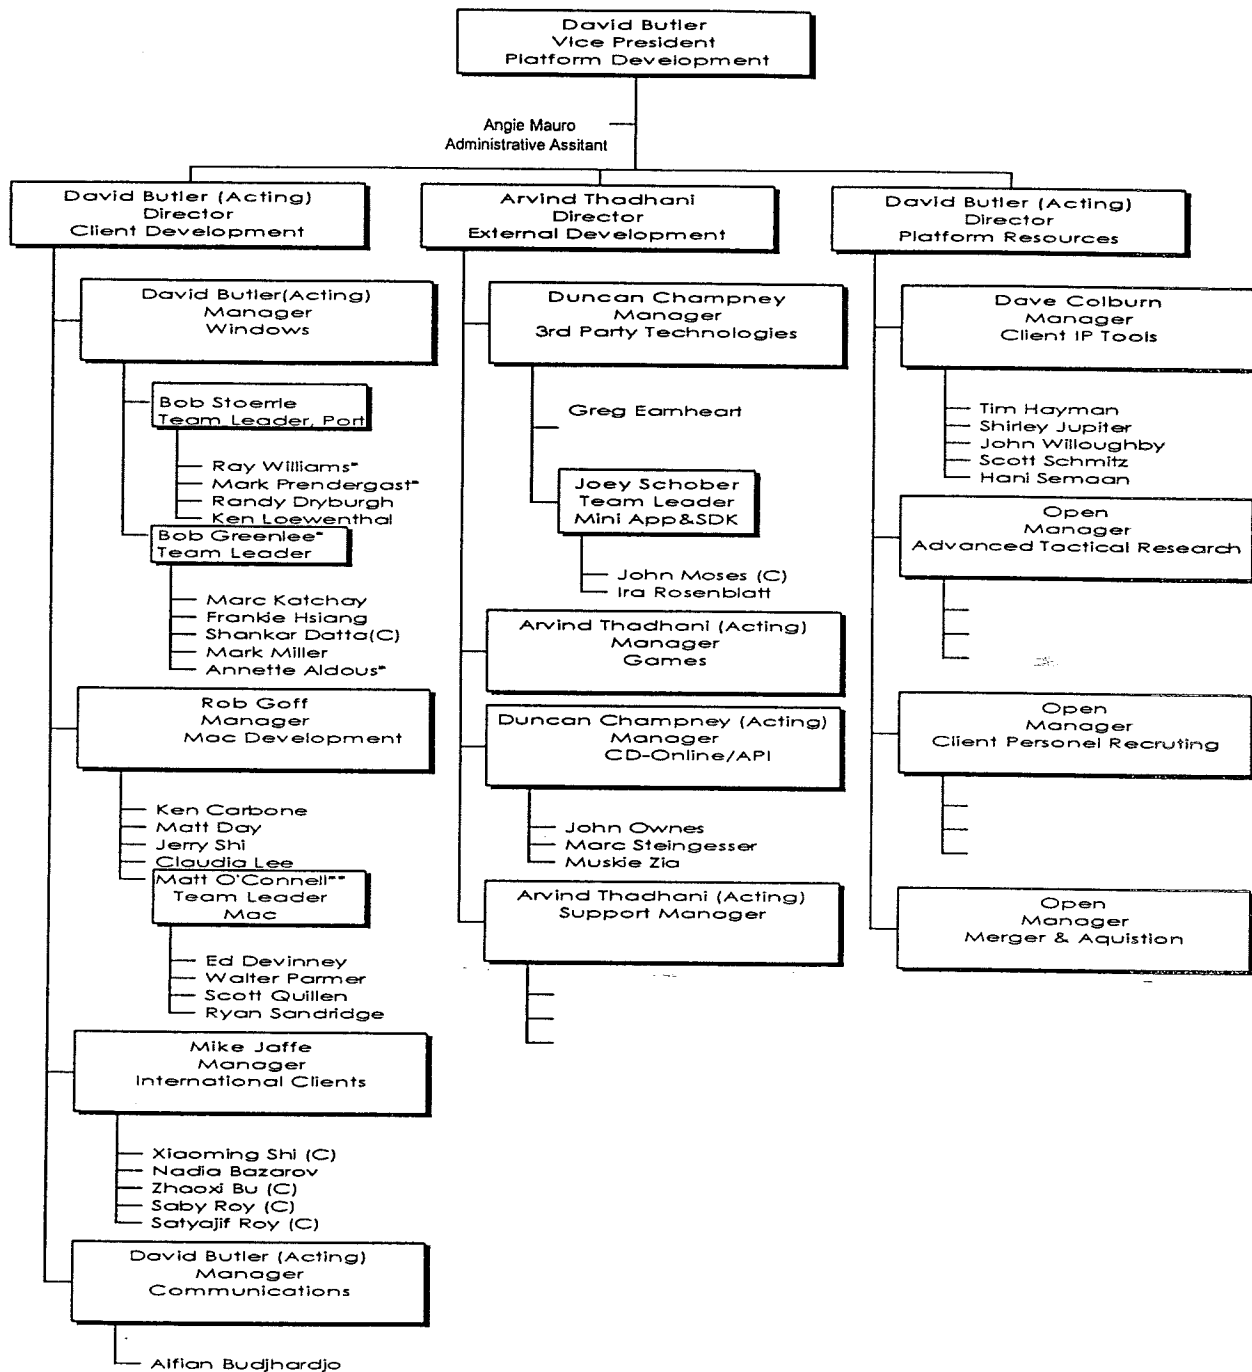 David Butler
Vice President
Platform Development
Angie Mauro
Administrative Assitant
David Butler (Acting)
Director
Client Development
David Butler(Acting)
Manager
Windows
Bob Stoerrle
Team Leader, Port
Ray Williams*
Mark Prendergast*
Randy Dryburgh
Ken Loewenthal
Bob Greenlee*
Team Leader
Marc Katchay
Frankie Hsiang
Shankar Datta(C)
Mark Miller
Annette Aldous*
Rob Goff
Manager
Mac Development
Ken Carbone
Matt Day
Jerry Shi
Claudia Lee
Matt O'Connell**
Team Leader
Mac
Ed Devinney
Walter Parmer
Scott Quillen
Ryan Sandridge
Mike Jaffe
Manager
International Clients
Xiaoming Shi (C)
Nadia Bazarov
Zhaoxi Bu (C)
Saby Roy (C)
Satyajif Roy (C)
David Butler (Acting)
Manager
Communications
Alfian Budjhardjo
Arvind Thadhani
Director
External Development
Duncan Champney
Manager
3rd Party Technologies
Greg Earnheart
Joey Schober
Team Leader
Mini App&SDK
John Moses (C)
Ira Rosenblatt
Arvind Thadhani (Acting)
Manager
Games
Duncan Champney (Acting)
Manager
CD-Online/API
John Ownes
Marc Steingesser
Muskie Zia
Arvind Thadhani (Acting)
Support Manager
David Butler (Acting)
Director
Platform Resources
Dave Colburn
Manager
Client IP Tools
Tim Hayman
Shirley Jupiter
John Willoughby
Scott Schmitz
Hani Semaan
Open
Manager
Advanced Tactical Research
Open
Manager
Client Personel Recruting
Open
Manager
Merger & Aquistion